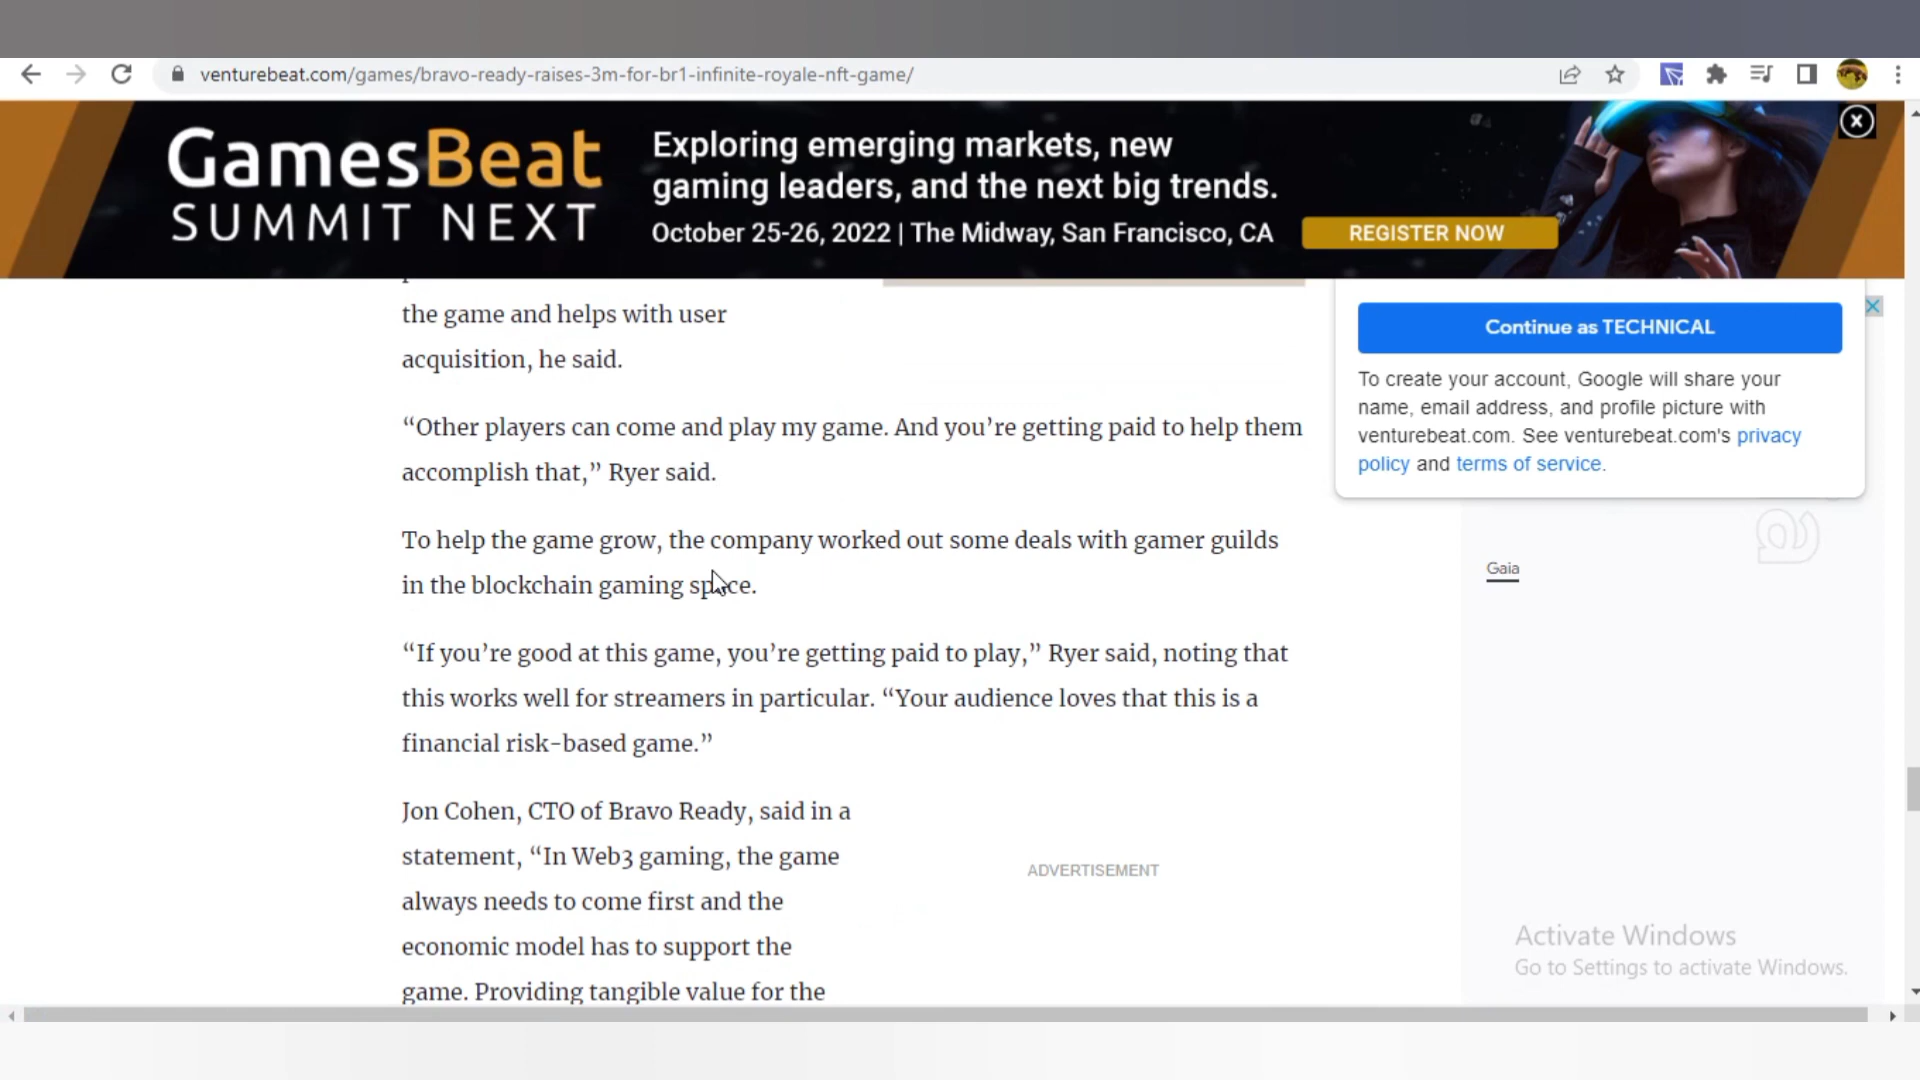 venturebeat.com/games/bravo-ready-raises-3m-for-br1-infinite-royale-nft-game/
GamesBeat
SUMMIT NEXT
Exploring emerging markets, new
gaming leaders, and the next big trends.
October 25-26, 2022 | The Midway, San Francisco, CA
REGISTER NOW
the game and helps with user
acquisition, he said.
“Other players can come and play my game. And you’re getting paid to help them
accomplish that,” Ryer said.
To help the game grow, the company worked out some deals with gamer guilds
in the blockchain gaming space.
“If you’re good at this game, you’re getting paid to play,” Ryer said, noting that
this works well for streamers in particular. “Your audience loves that this is a
financial risk-based game.”
Jon Cohen, CTO of Bravo Ready, said in a
statement, “In Web3 gaming, the game
always needs to come first and the
economic model has to support the
game. Providing tangible value for the
ADVERTISEMENT
Continue as TECHNICAL
To create your account, Google will share your
name, email address, and profile picture with
venturebeat.com. See venturebeat.com's privacy
policy and terms of service.
Gaia
Activate Windows
Go to Settings to activate Windows.